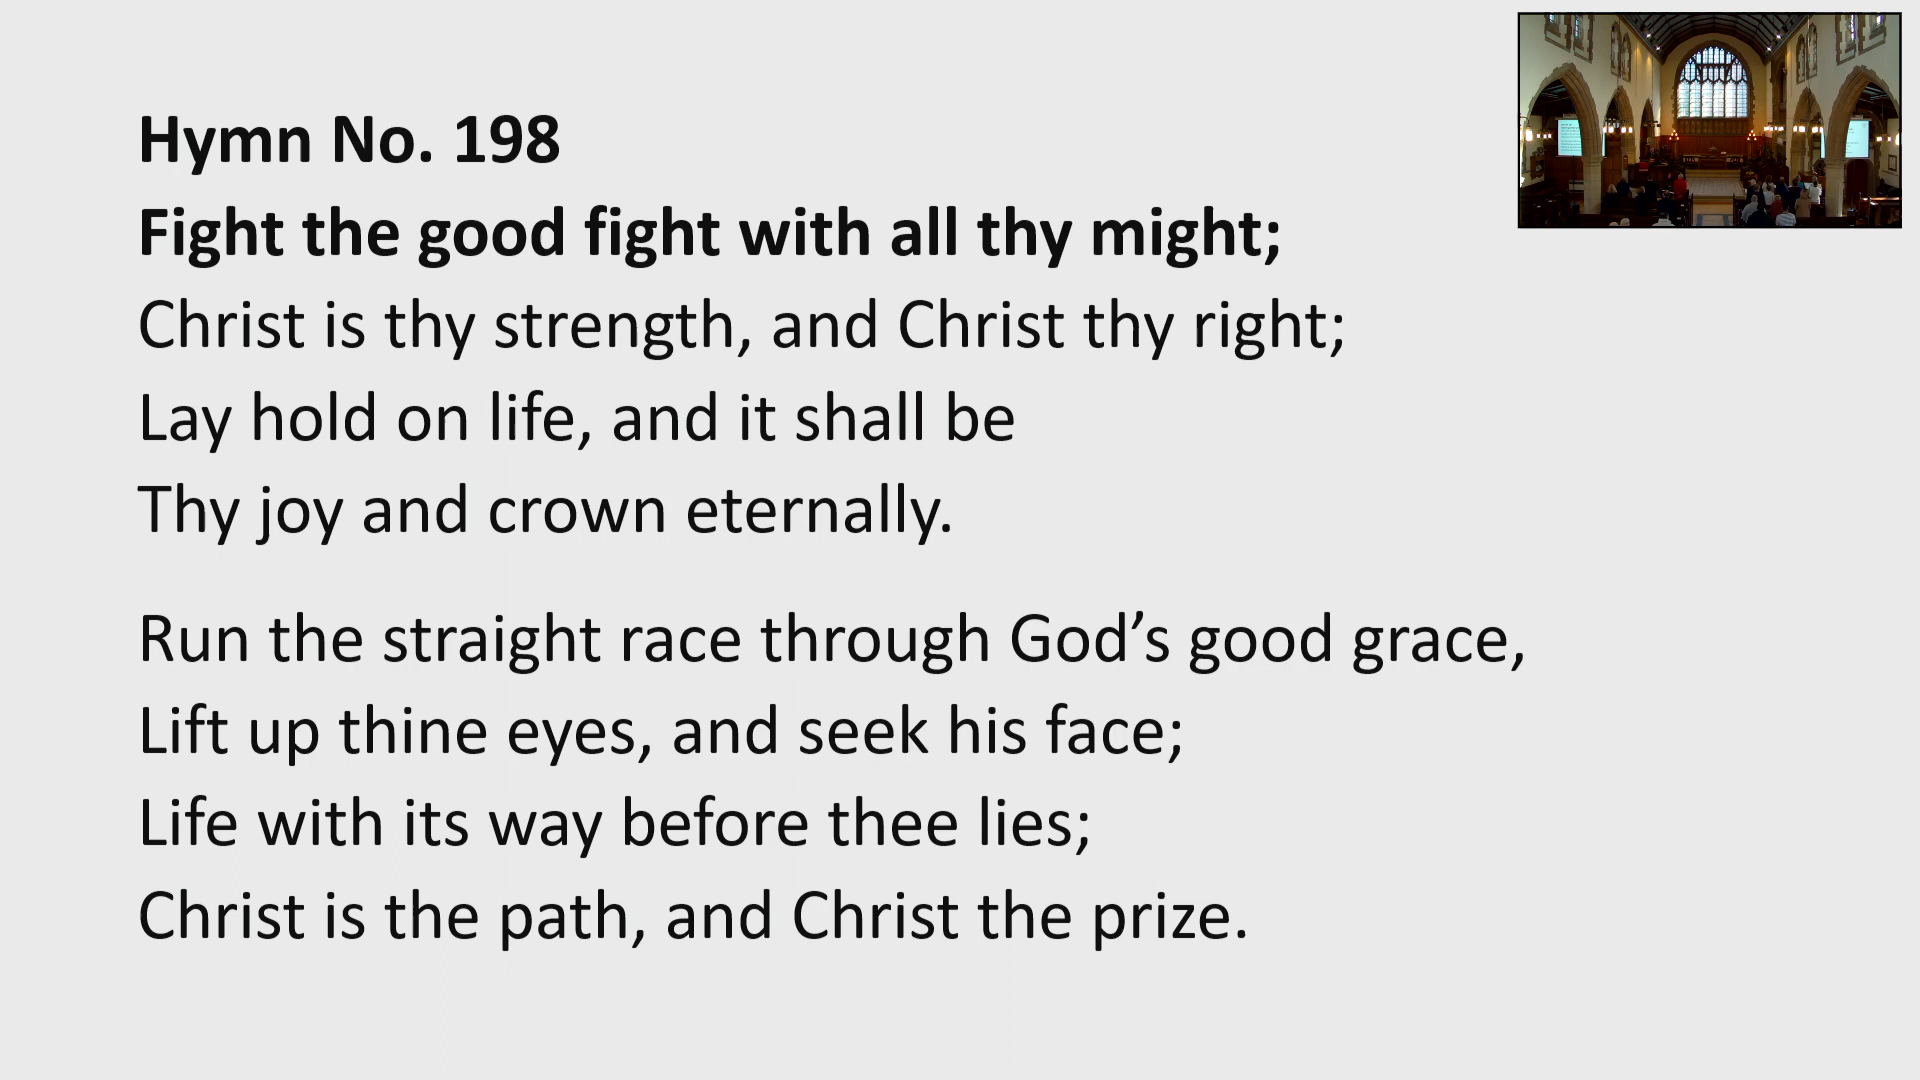 Hymn No. 198
Fight the good fight with all thy might;
Christ is thy strength, and Christ thy right;
Lay hold on life, and it shall be
Thy joy and crown eternally.
Run the straight race through God’s good grace,
Lift up thine eyes, and seek his face;
Life with its way before thee lies;
Christ is the path, and Christ the prize.